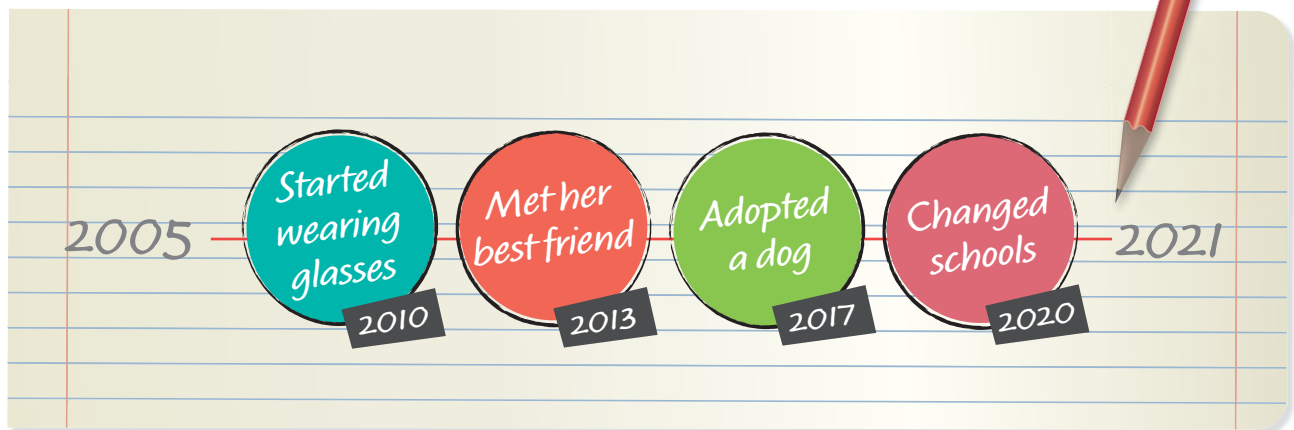 2005
Started
wearing
glasses
2010
Met her
best friend
2013
Adopted
a dog
2017
Changed
schools
2020
2021